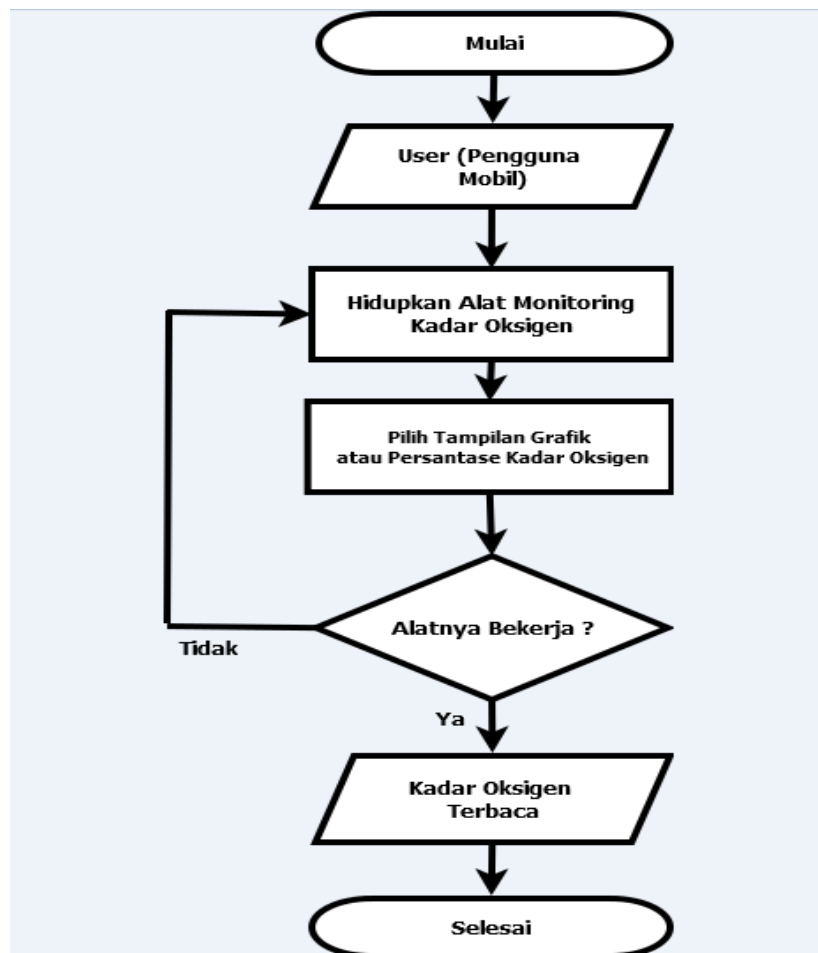 Mulai
User (Pengguna
Mobil)
Hidupkan Alat Monitoring
Kadar Oksigen
Pilih Tampilan Grafik
atau Persantase Kadar Oksigen
Alatnya Bekerja ?
Tidak
Ya
Kadar Oksigen
Terbaca
Selesai